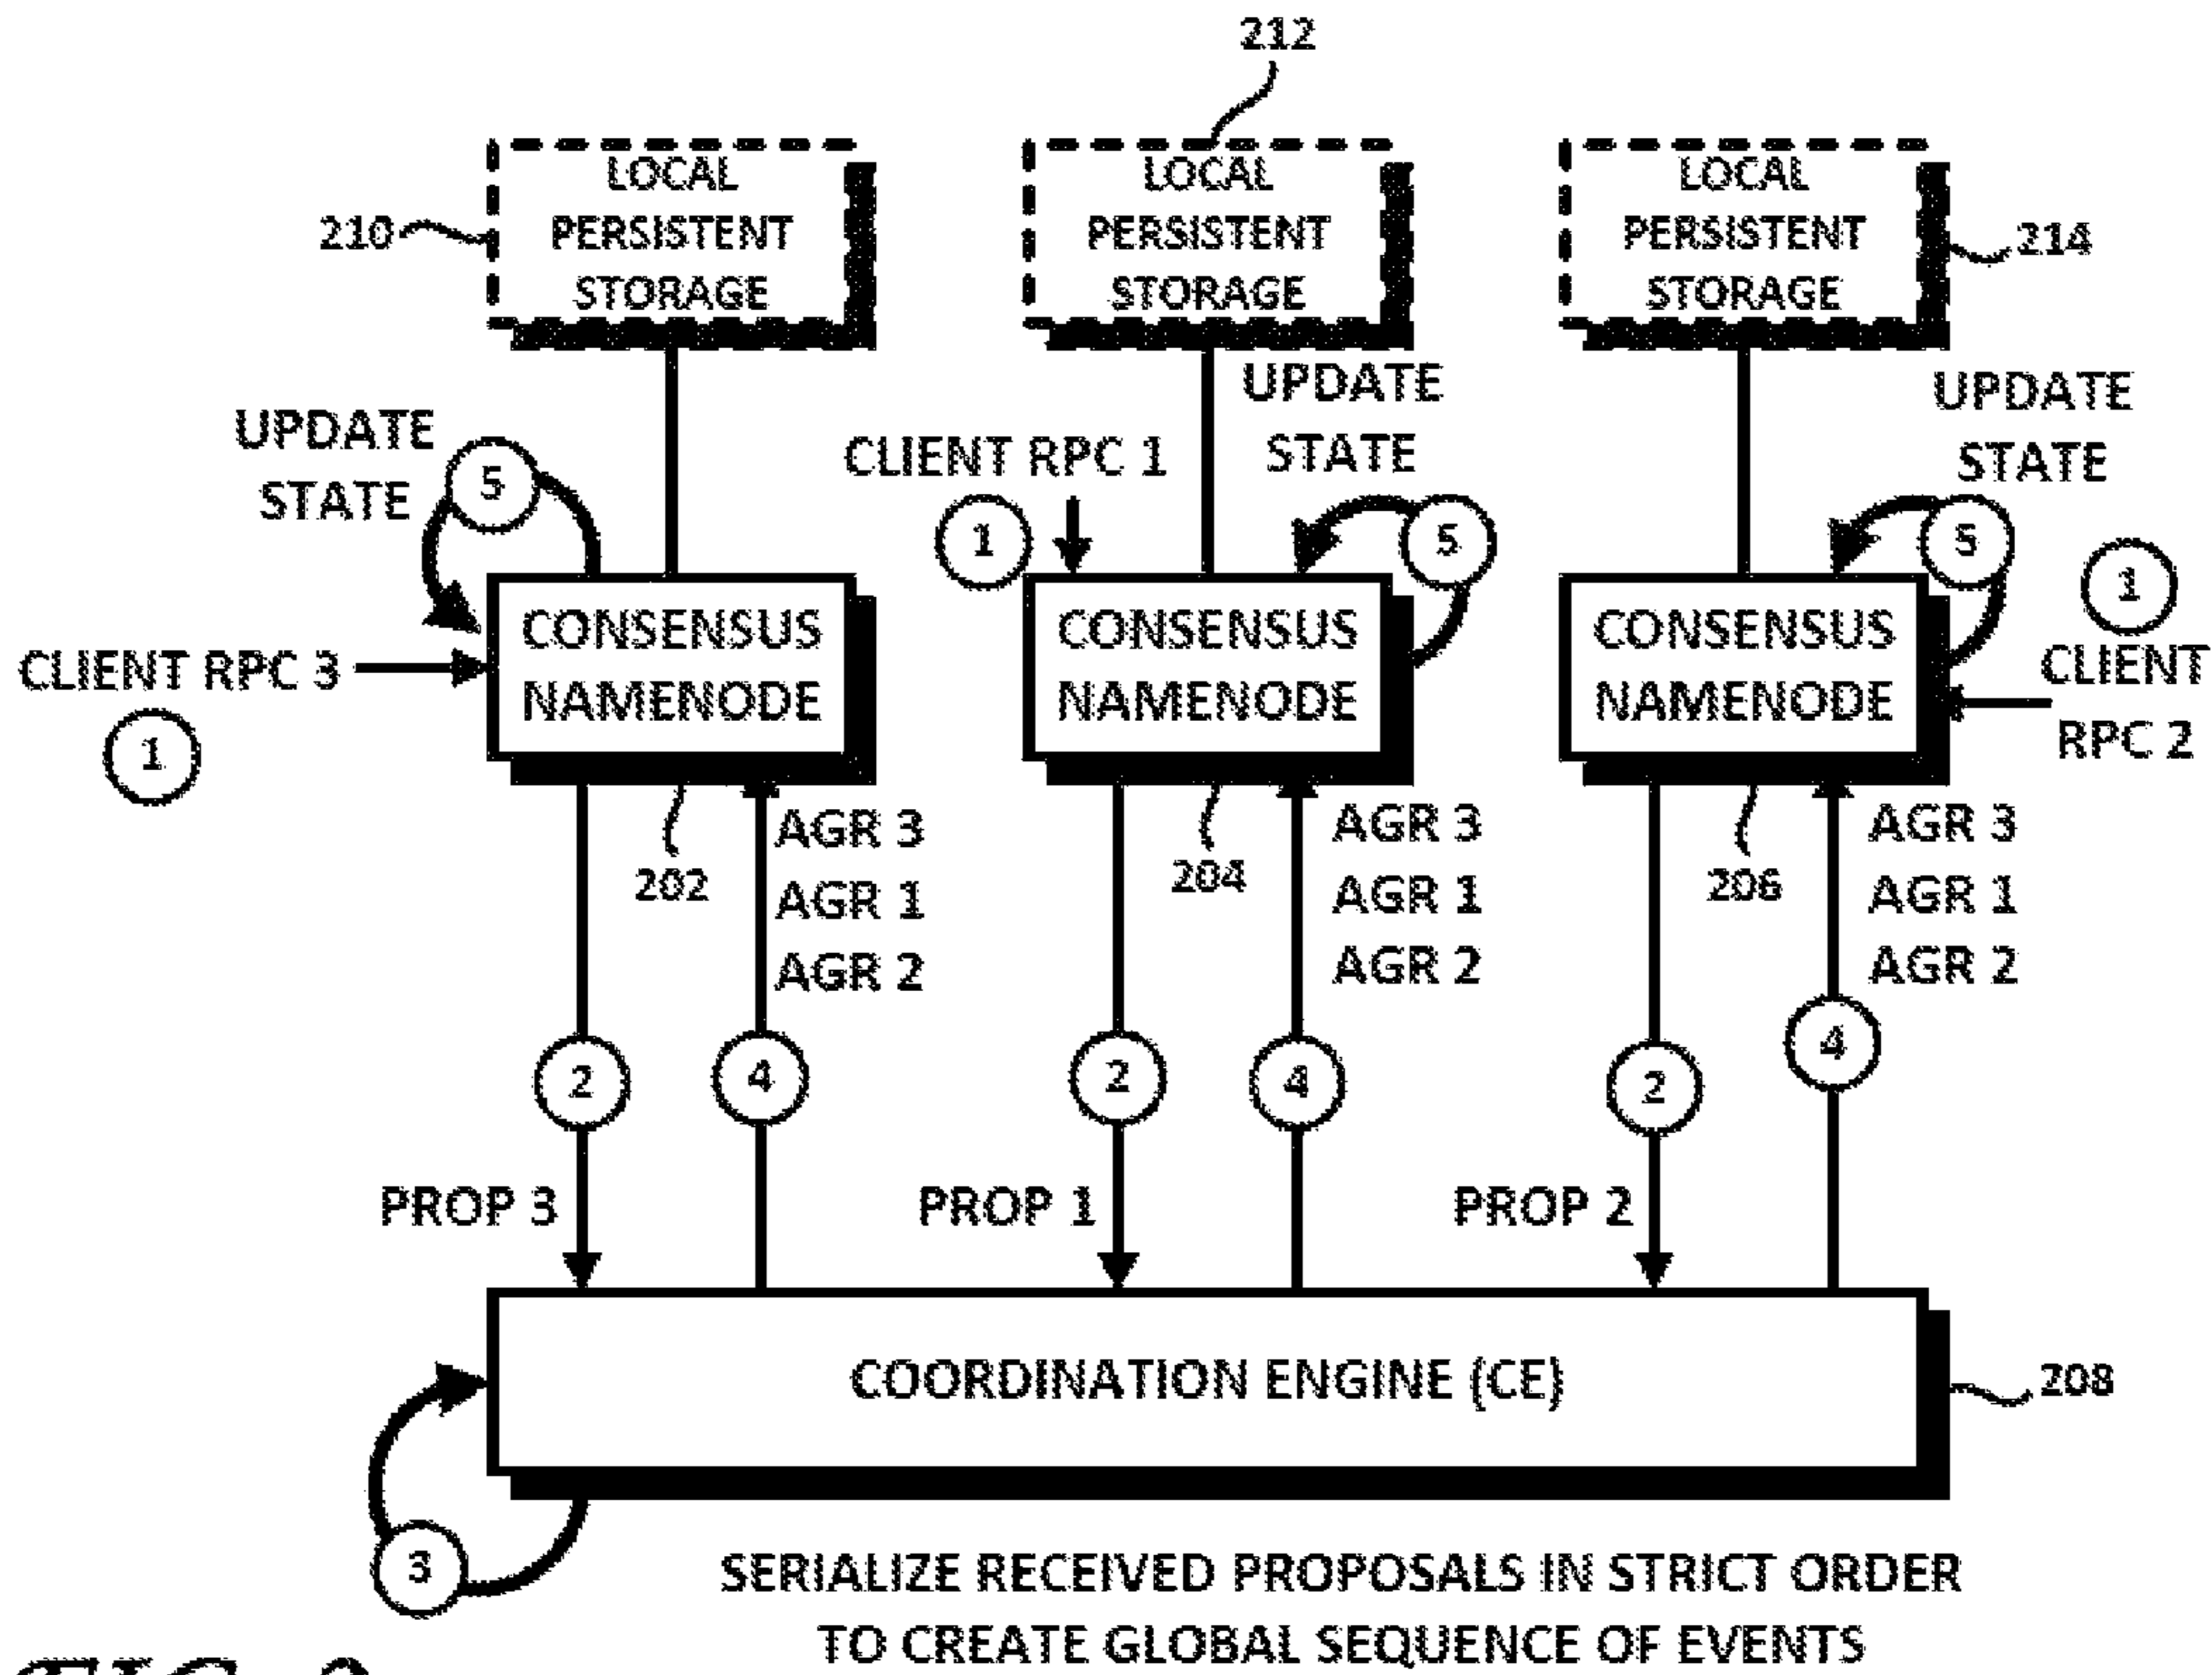 212
LOCAL
PERSISTENT
STORAGE
LOCAL
PERSISTENT
STORAGE
LOCAL
PERSISTENT
STORAGE
210
214
UPDATE
STATE
5
CLIENT RPC 1
1
UPDATE
STATE
5
UPDATE
STATE
5
1
CLIENT
RPC 2
CLIENT RPC 3
1
CONSENSUS
NAMENODE
CONSENSUS
NAMENODE
CONSENSUS
NAMENODE
202
204
206
AGR 3
AGR 1
AGR 2
AGR 3
AGR 1
AGR 2
AGR 3
AGR 1
AGR 2
2
4
2
4
2
4
PROP 3
PROP 1
PROP 2
COORDINATION ENGINE (CE)
208
3
SERIALIZE RECEIVED PROPOSALS IN STRICT ORDER
TO CREATE GLOBAL SEQUENCE OF EVENTS